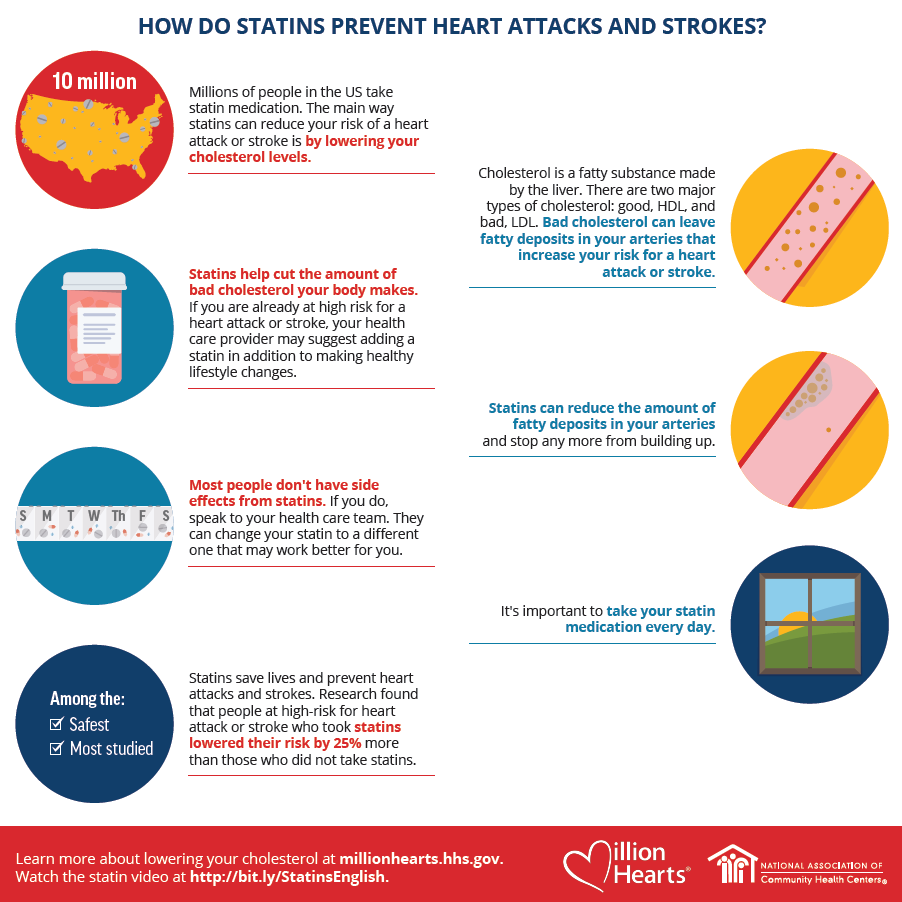 HOW DO STATINS PREVENT HEART ATTACKS AND STROKES?
10 million
Millions of people in the US take
statin medication. The main way
statins can reduce your risk of a heart
attack or stroke is by lowering your
cholesterol levels.
Cholesterol is a fatty substance made
by the liver. There are two major
types of cholesterol: good, HDL, and
bad, LDL. Bad cholesterol can leave
fatty deposits in your arteries that
increase your risk for a heart
attack or stroke.
Statins help cut the amount of
bad cholesterol your body makes.
If you are already at high risk for a
heart attack or stroke, your health
care provider may suggest adding a
statin in addition to making healthy
lifestyle changes.
Statins can reduce the amount of
fatty deposits in your arteries
and stop any more from building up.
S M T W Th F S
Most people don't have side
effects from statins. If you do,
speak to your health care team. They
can change your statin to a different
one that may work better for you.
It's important to take your statin
medication every day.
Among the:
Safest
Most studied
Statins save lives and prevent heart
attacks and strokes. Research found
that people at high-risk for heart
attack or stroke who took statins
lowered their risk by 25% more
than those who did not take statins.
Learn more about lowering your cholesterol at millionhearts.hhs.gov.
Watch the statin video at http://bit.ly/StatinsEnglish.
Million
Hearts®
NATIONAL ASSOCIATION OF
Community Health Centers®